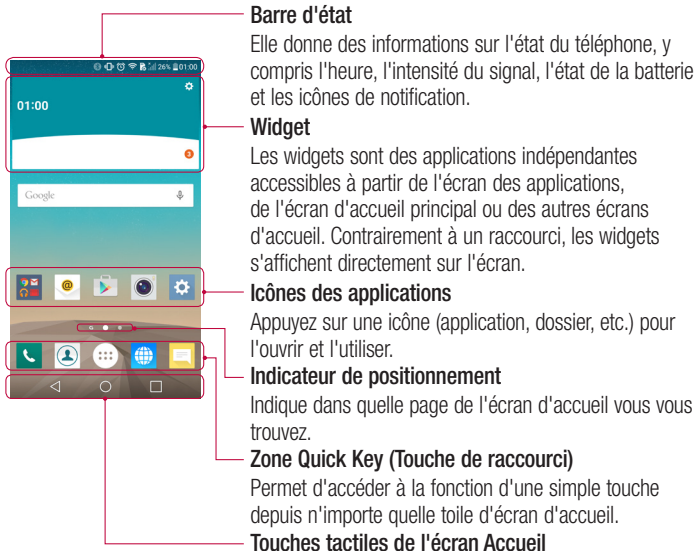 26% 01:00
01:00
3
Google
@
Barre d'état
Elle donne des informations sur l'état du téléphone, y
compris l'heure, l'intensité du signal, l'état de la batterie
et les icônes de notification.
Widget
Les widgets sont des applications indépendantes
accessibles à partir de l'écran des applications,
de l'écran d'accueil principal ou des autres écrans
d'accueil. Contrairement à un raccourci, les widgets
s'affichent directement sur l'écran.
Icônes des applications
Appuyez sur une icône (application, dossier, etc.) pour
l'ouvrir et l'utiliser.
Indicateur de positionnement
Indique dans quelle page de l'écran d'accueil vous vous
trouvez.
Zone Quick Key (Touche de raccourci)
Permet d'accéder à la fonction d'une simple touche
depuis n'importe quelle toile d'écran d'accueil.
Touches tactiles de l'écran Accueil